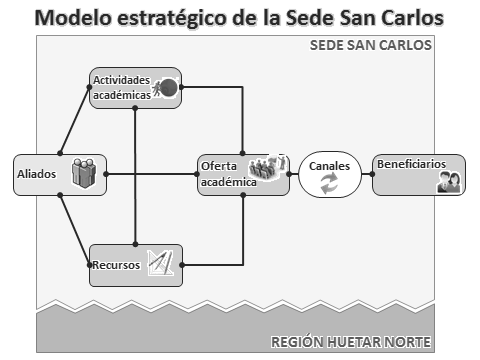 Modelo estratégico de la Sede San Carlos
SEDE SAN CARLOS
Actividades
académicas
Aliados
Oferta
académica
Canales
Beneficiarios
Recursos
REGIÓN HUETAR NORTE